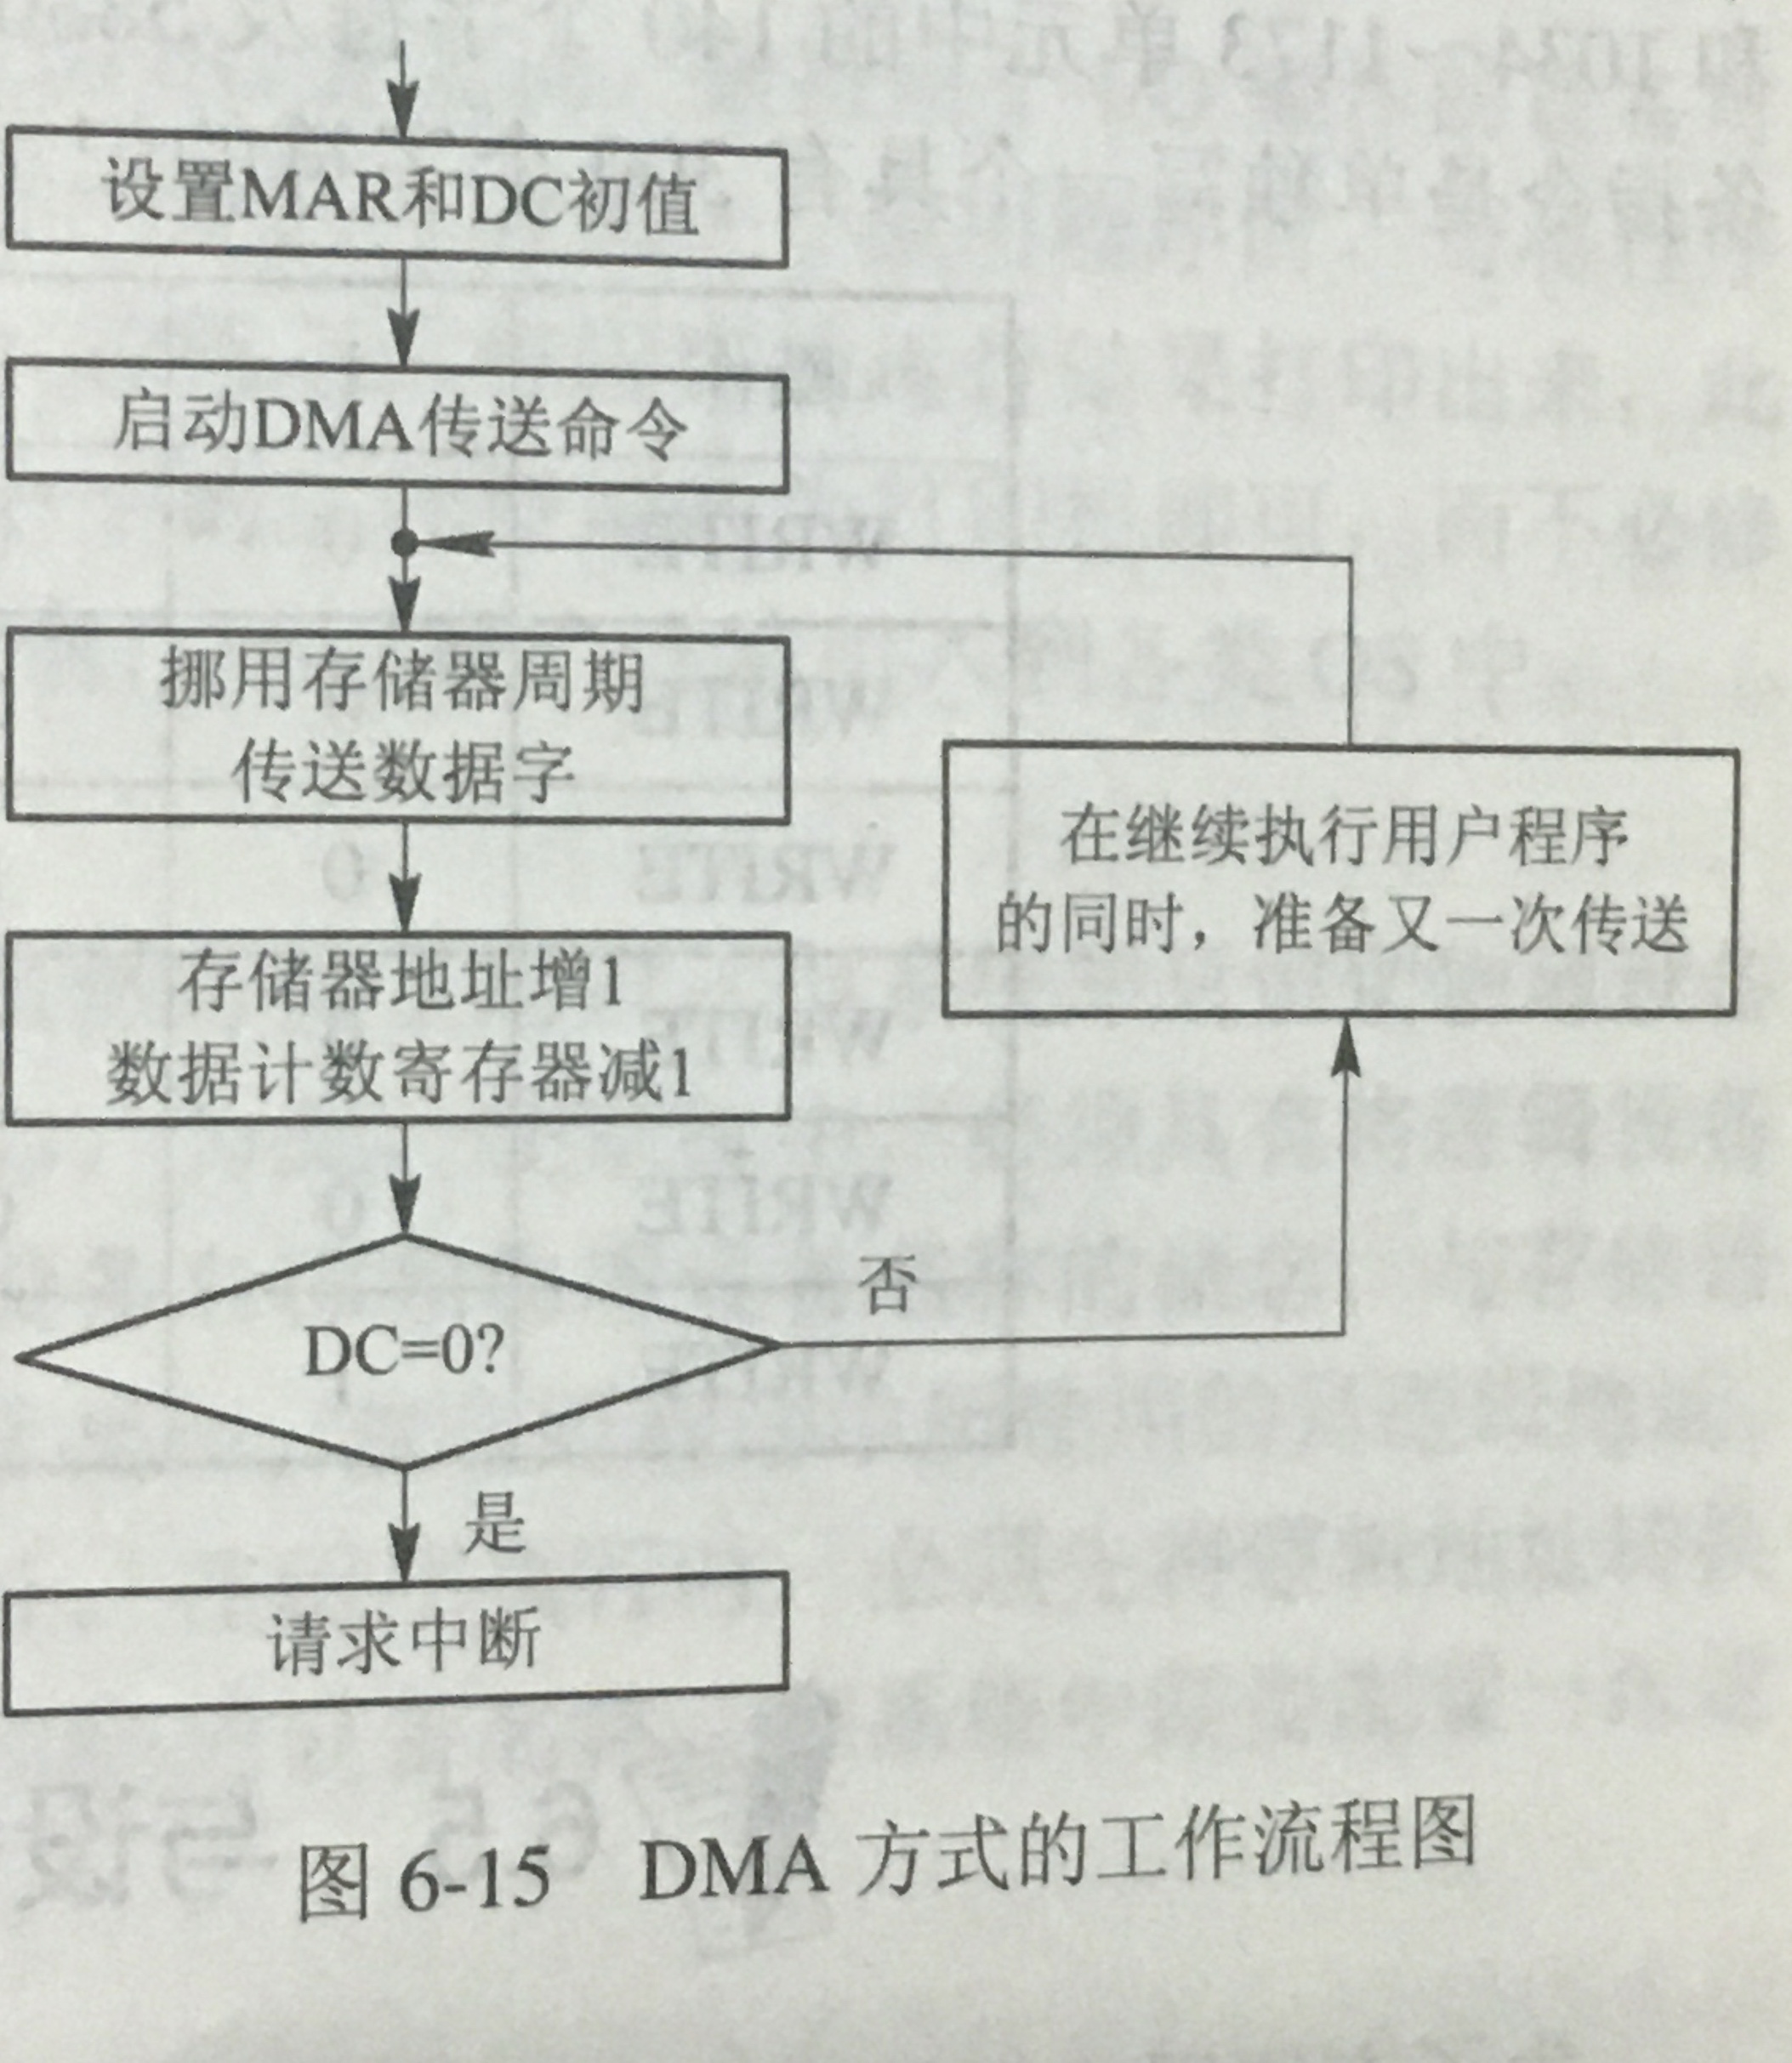 设置MAR和DC初值
启动DMA传送命令
挪用存储器周期
传送数据字
存储器地址增1
数据计数寄存器减1
DC=0?
否
在继续执行用户程序
的同时，准备又一次传送
是
请求中断
图 6-15 DMA 方式的工作流程图